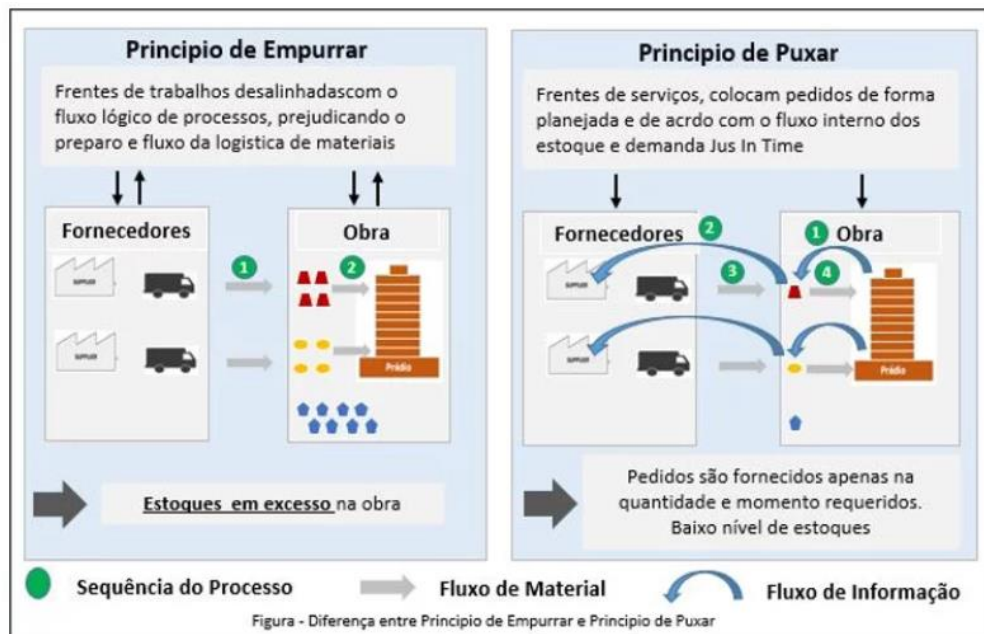 Principio de Empurrar
Frentes de trabalhos desalinhadascom o
fluxo lógico de processos, prejudicando o
preparo e fluxo da logistica de materiais
Fornecedores
Obra
1
2
SUPPLIER
SUPPLIER
Prédio
Estoques em excesso na obra
Principio de Puxar
Frentes de serviços, colocam pedidos de forma
planejada e de acrdo com o fluxo interno dos
estoque e demanda Jus In Time
Fornecedores
2
1
Obra
3
4
SUPPLIER
SUPPLIER
Prédio
Pedidos são fornecidos apenas na
quantidade e momento requeridos.
Baixo nível de estoques
Sequência do Processo
Fluxo de Material
Fluxo de Informação
Figura - Diferença entre Principio de Empurrar e Principio de Puxar